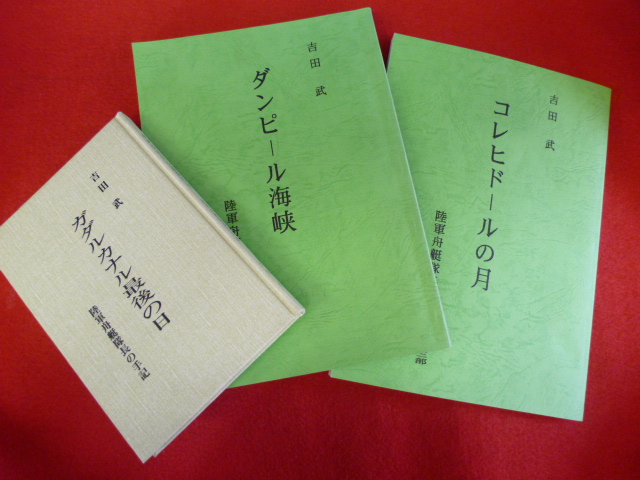 吉田 武
ガダルカナル最後の日
陸軍舟艇隊長の手記
吉田 武
ダンピール海峡
陸軍舟
吉田 武
コレヒドールの月
陸軍舟艇隊
部